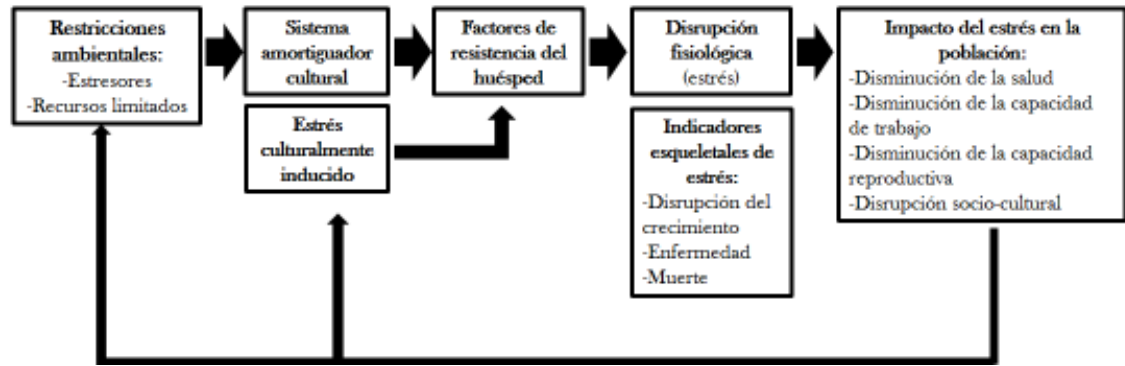 Restricciones
ambientales:
-Estresores
-Recursos limitados
Sistema
amortiguador
cultural
Estrés
culturalmente
inducido
Factores de
resistencia del
huésped
Disrupción
fisiológica
(estrés)
Indicadores
esqueletales de
estrés:
-Disrupción del
crecimiento
-Enfermedad
-Muerte
Impacto del estrés en la
población:
-Disminución de la salud
-Disminución de la capacidad
de trabajo
-Disminución de la capacidad
reproductiva
-Disrupción socio-cultural